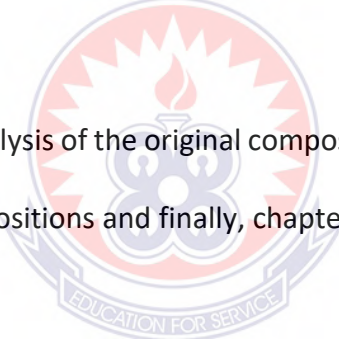 lysis of the original compos
ositions and finally, chapte
EDUCATION FOR SERVICE